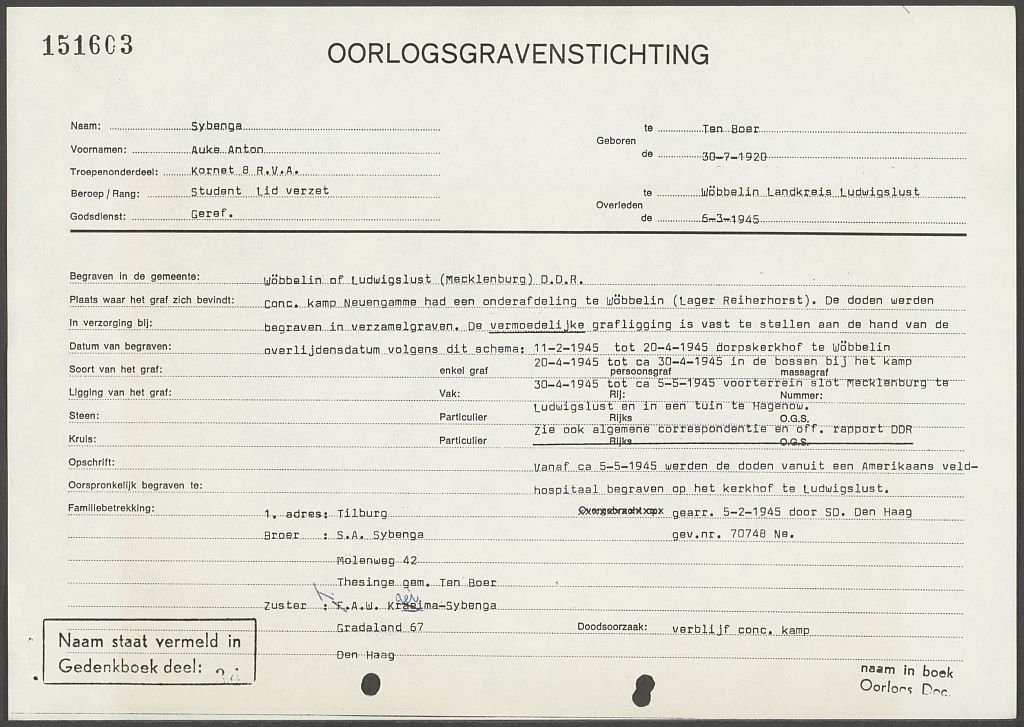 151603
OORLOGSGRAVENSTICHTING
Naam: Sybenga
Voornamen: Auke Anton
Troepenonderdeel: Kornet 8 R.V.A.
Beroep / Rang: Student Lid verzet
Godsdienst: Geref.
Geboren te Ten Boer
de 30-7-1920
Overleden te Wöbbelin Landkreis Ludwigslust
de 6-3-1945
Begraven in de gemeente: Wöbbelin of Ludwigslust (Mecklenburg) D.D.R.
Plaats waar het graf zich bevindt: Conc. kamp Neuengamme had een onderafdeling te Wöbbelin (Lager Reiherhorst). De doden werden
In verzorging bij: begraven in verzamelgraven. De vermoedelijke grafligging is vast te stellen aan de hand van de
Datum van begraven: overlijdensdatum volgens dit schema: 11-2-1945 tot 20-4-1945 dorpskerkhof te Wöbbelin
20-4-1945 tot ca 30-4-1945 in de bossen bij het kamp
Soort van het graf: enkel graf persoonsgraf massagraf
30-4-1945 tot ca 5-5-1945 voorterrein slot Mecklenburg te
Ligging van het graf: Vak: Rij: Nummer:
Ludwigslust en in een tuin te Hagenow.
Steen: Particulier Rijks O.G.S.
Zie ook algemene correspondentie en off. rapport DDR
Kruis: Particulier Rijks O.G.S.
Opschrift: Vanaf ca 5-5-1945 werden de doden vanuit een Amerikaans veld-
Oorspronkelijk begraven te: hospitaal begraven op het kerkhof te Ludwigslust.
Familiebetrekking: 1. adres: Tilburg gearr. 5-2-1945 door SD. Den Haag
Broer : S.A. Sybenga gev.nr. 70748 Ne.
Molenweg 42
Thesinge gem. Ten Boer
Zuster : .A.W. Kraeima-Sybenga
Gradaland 67 Doodsoorzaak: verblijf conc. kamp
Den Haag
Naam staat vermeld in
Gedenkboek deel:
naam in boek
Oorlogs Doc.